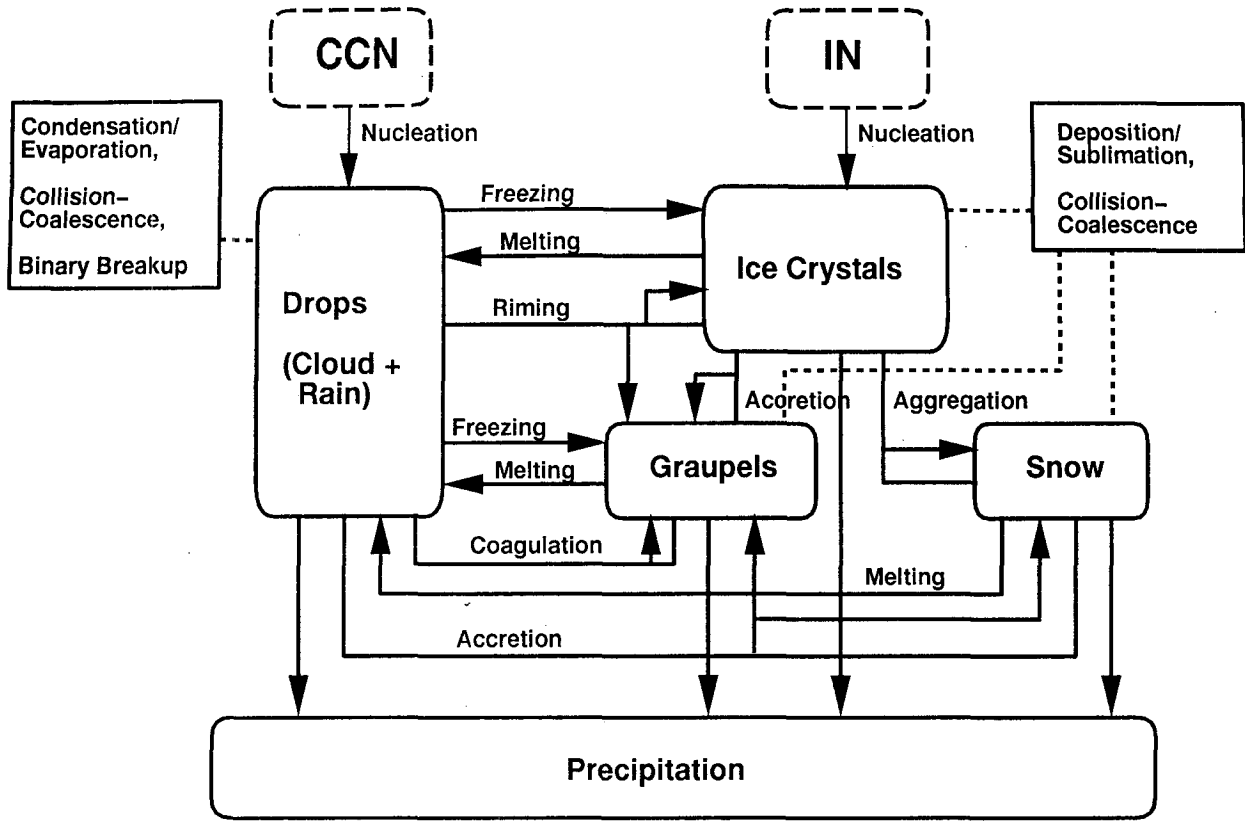 CCN
IN
Nucleation
Nucleation
Condensation/
Evaporation,
Collision-
Coalescence,
Binary Breakup
Deposition/
Sublimation,
Collision-
Coalescence
Freezing
Melting
Riming
Drops
(Cloud +
Rain)
Ice Crystals
Accretion
Aggregation
Freezing
Melting
Graupels
Snow
Coagulation
Melting
Accretion
Precipitation